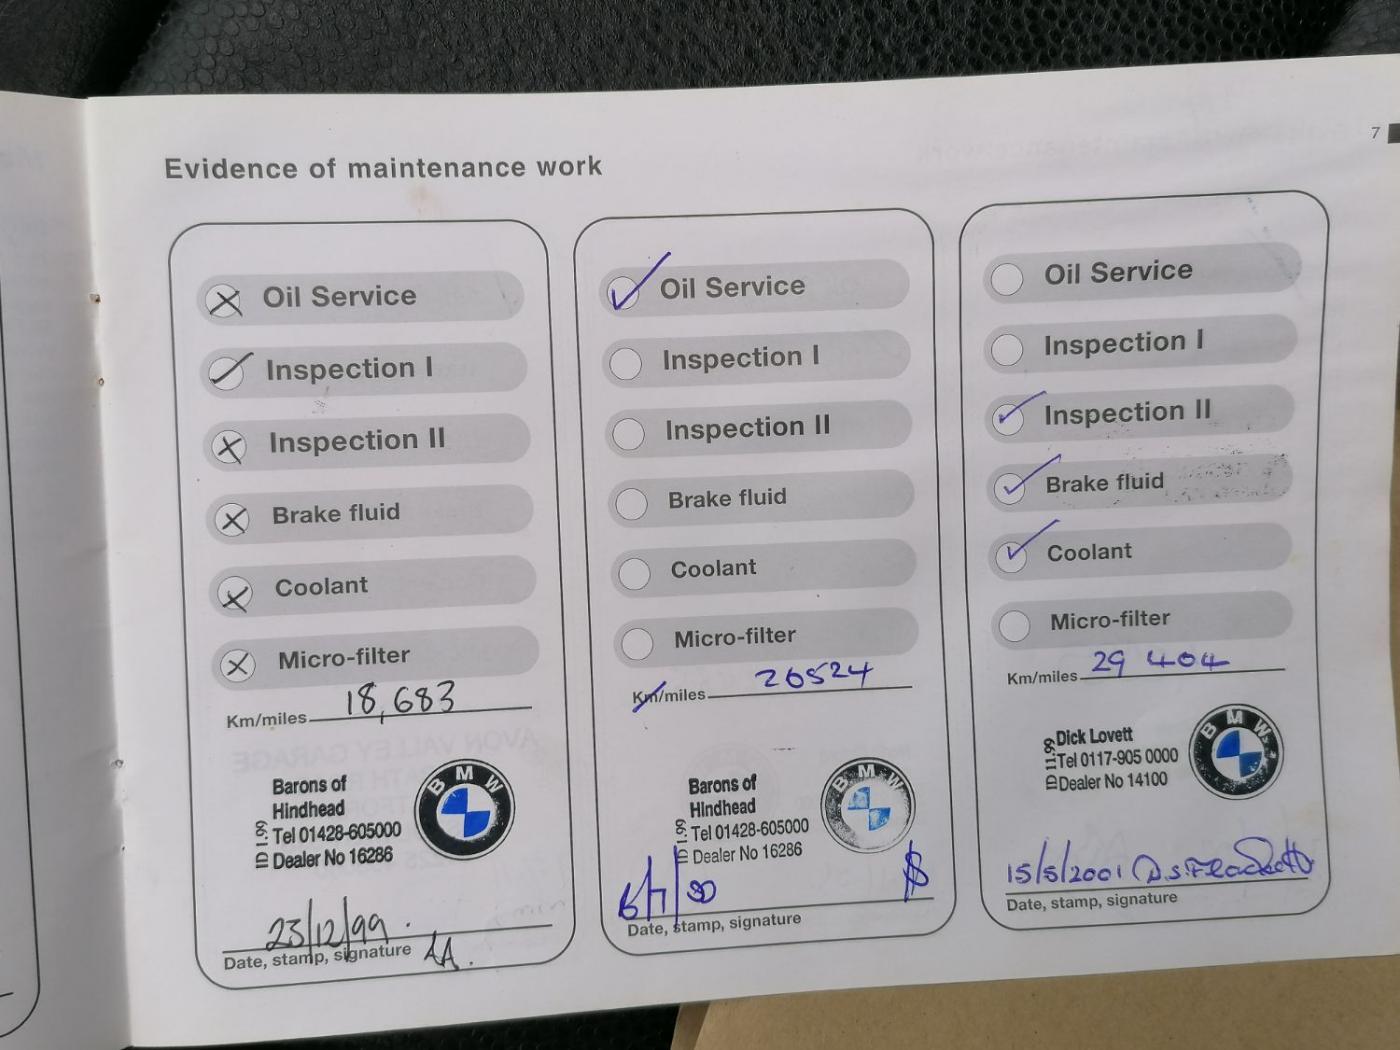 7
Evidence of maintenance work
Oil Service
Inspection I
Inspection II
Brake fluid
Coolant
Micro-filter
Km/miles 18,683
Barons of
Hindhead
Tel 01428-605000
Dealer No 16286
ID 1.99
BMW
23/12/99
Date, stamp, signature
Oil Service
Inspection I
Inspection II
Brake fluid
Coolant
Micro-filter
Km/miles 26524
Barons of
Hindhead
Tel 01428-605000
Dealer No 16286
ID 1.99
BMW
Date, stamp, signature
Oil Service
Inspection I
Inspection II
Brake fluid
Coolant
Micro-filter
Km/miles 29 404
Dick Lovett
Tel 0117-905 0000
Dealer No 14100
BMW
15/5/2001
Date, stamp, signature